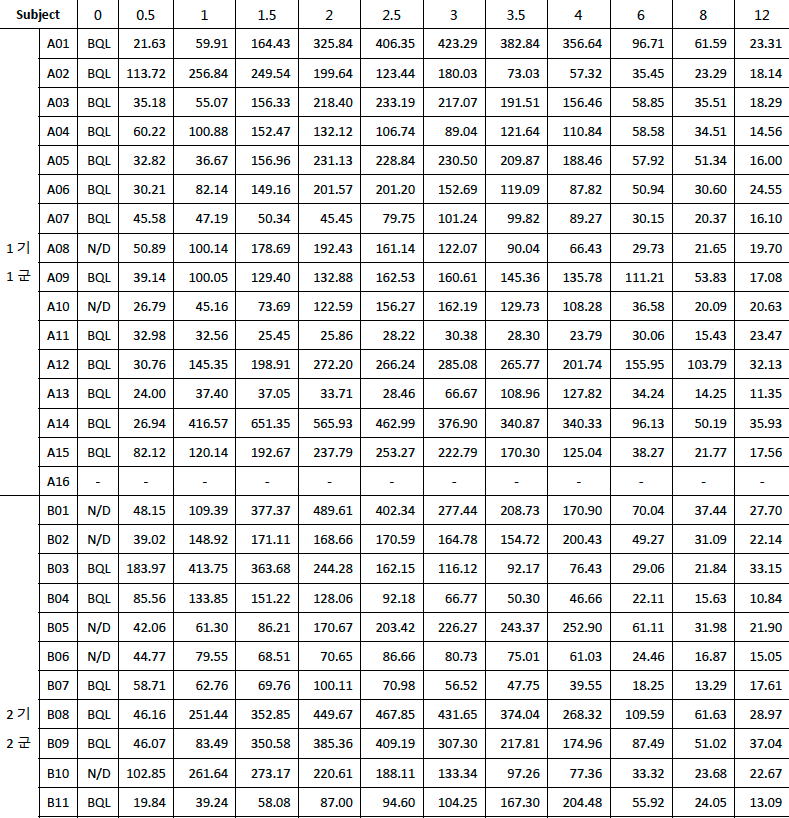 Subject 0 0.5 1 1.5 2 2.5 3 3.5 4 6 8 12
A01 BQL 21.63 59.91 164.43 325.84 406.35 423.29 382.84 356.64 96.71 61.59 23.31
A02 BQL 113.72 256.84 249.54 199.64 123.44 180.03 73.03 57.32 35.45 23.29 18.14
A03 BQL 35.18 55.07 156.33 218.40 233.19 217.07 191.51 156.46 58.85 35.51 18.29
A04 BQL 60.22 100.88 152.47 132.12 106.74 89.04 121.64 110.84 58.58 34.51 14.56
A05 BQL 32.82 36.67 156.96 231.13 228.84 230.50 209.87 188.46 57.92 51.34 16.00
A06 BQL 30.21 82.14 149.16 201.57 201.20 152.69 119.09 87.82 50.94 30.60 24.55
A07 BQL 45.58 47.19 50.34 45.45 79.75 101.24 99.82 89.27 30.15 20.37 16.10
1 기 A08 N/D 50.89 100.14 178.69 192.43 161.14 122.07 90.04 66.43 29.73 21.65 19.70
1 군 A09 BQL 39.14 100.05 129.40 132.88 162.53 160.61 145.36 135.78 111.21 53.83 17.08
A10 N/D 26.79 45.16 73.69 122.59 156.27 162.19 129.73 108.28 36.58 20.09 20.63
A11 BQL 32.98 32.56 25.45 25.86 28.22 30.38 28.30 23.79 30.06 15.43 23.47
A12 BQL 30.76 145.35 198.91 272.20 266.24 285.08 265.77 201.74 155.95 103.79 32.13
A13 BQL 24.00 37.40 37.05 33.71 28.46 66.67 108.96 127.82 34.24 14.25 11.35
A14 BQL 26.94 416.57 651.35 565.93 462.99 376.90 340.87 340.33 96.13 50.19 35.93
A15 BQL 82.12 120.14 192.67 237.79 253.27 222.79 170.30 125.04 38.27 21.77 17.56
A16 - - - - - - - - - - - -
B01 N/D 48.15 109.39 377.37 489.61 402.34 277.44 208.73 170.90 70.04 37.44 27.70
B02 N/D 39.02 148.92 171.11 168.66 170.59 164.78 154.72 200.43 49.27 31.09 22.14
B03 BQL 183.97 413.75 363.68 244.28 162.15 116.12 92.17 76.43 29.06 21.84 33.15
B04 BQL 85.56 133.85 151.22 128.06 92.18 66.77 50.30 46.66 22.11 15.63 10.84
B05 N/D 42.06 61.30 86.21 170.67 203.42 226.27 243.37 252.90 61.11 31.98 21.90
B06 N/D 44.77 79.55 68.51 70.65 86.66 80.73 75.01 61.03 24.46 16.87 15.05
B07 BQL 58.71 62.76 69.76 100.11 70.98 56.52 47.75 39.55 18.25 13.29 17.61
2 기 B08 BQL 46.16 251.44 352.85 449.67 467.85 431.65 374.04 268.32 109.59 61.63 28.97
2 군 B09 BQL 46.07 83.49 350.58 385.36 409.19 307.30 217.81 174.96 87.49 51.02 37.04
B10 N/D 102.85 261.64 273.17 220.61 188.11 133.34 97.26 77.36 33.32 23.68 22.67
B11 BQL 19.84 39.24 58.08 87.00 94.60 104.25 167.30 204.48 55.92 24.05 13.09